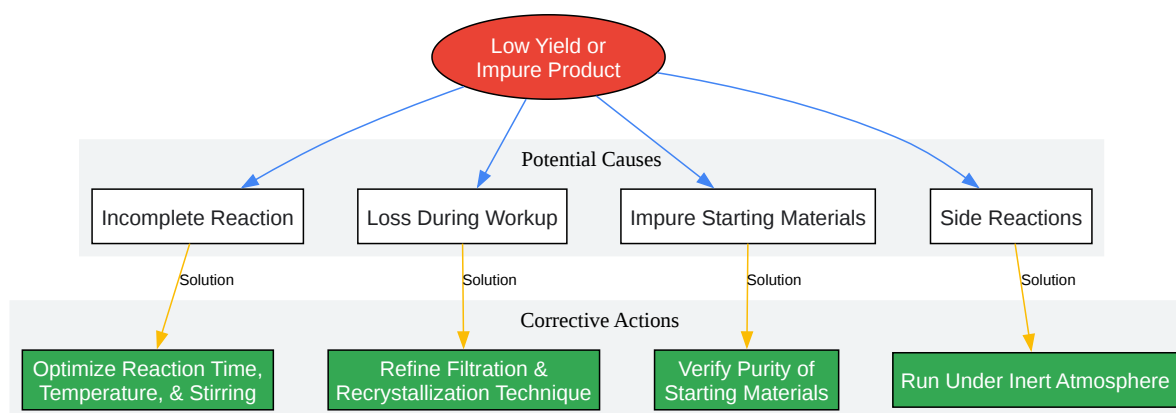 Low Yield or
Impure Product
Potential Causes
Incomplete Reaction
Loss During Workup
Impure Starting Materials
Side Reactions
Solution
Solution
Solution
Solution
Corrective Actions
Optimize Reaction Time,
Temperature, & Stirring
Refine Filtration &
Recrystallization Technique
Verify Purity of
Starting Materials
Run Under Inert Atmosphere